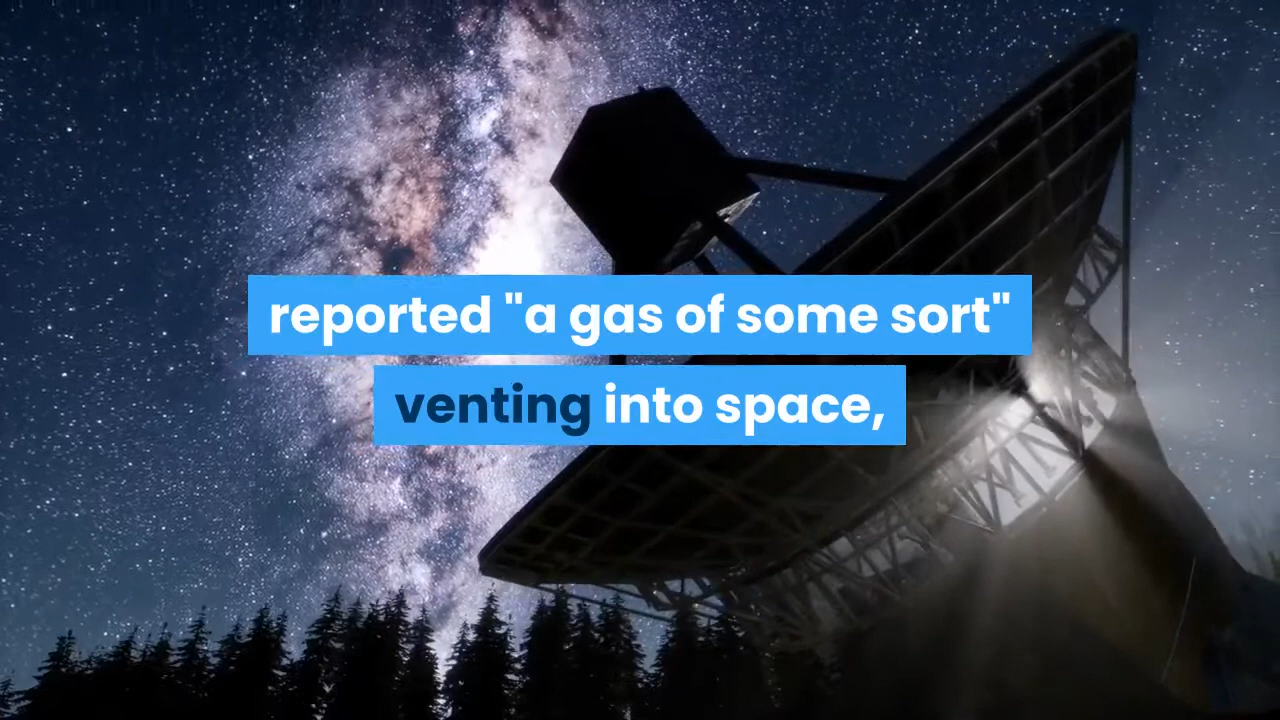 reported "a gas of some sort"
venting into space,